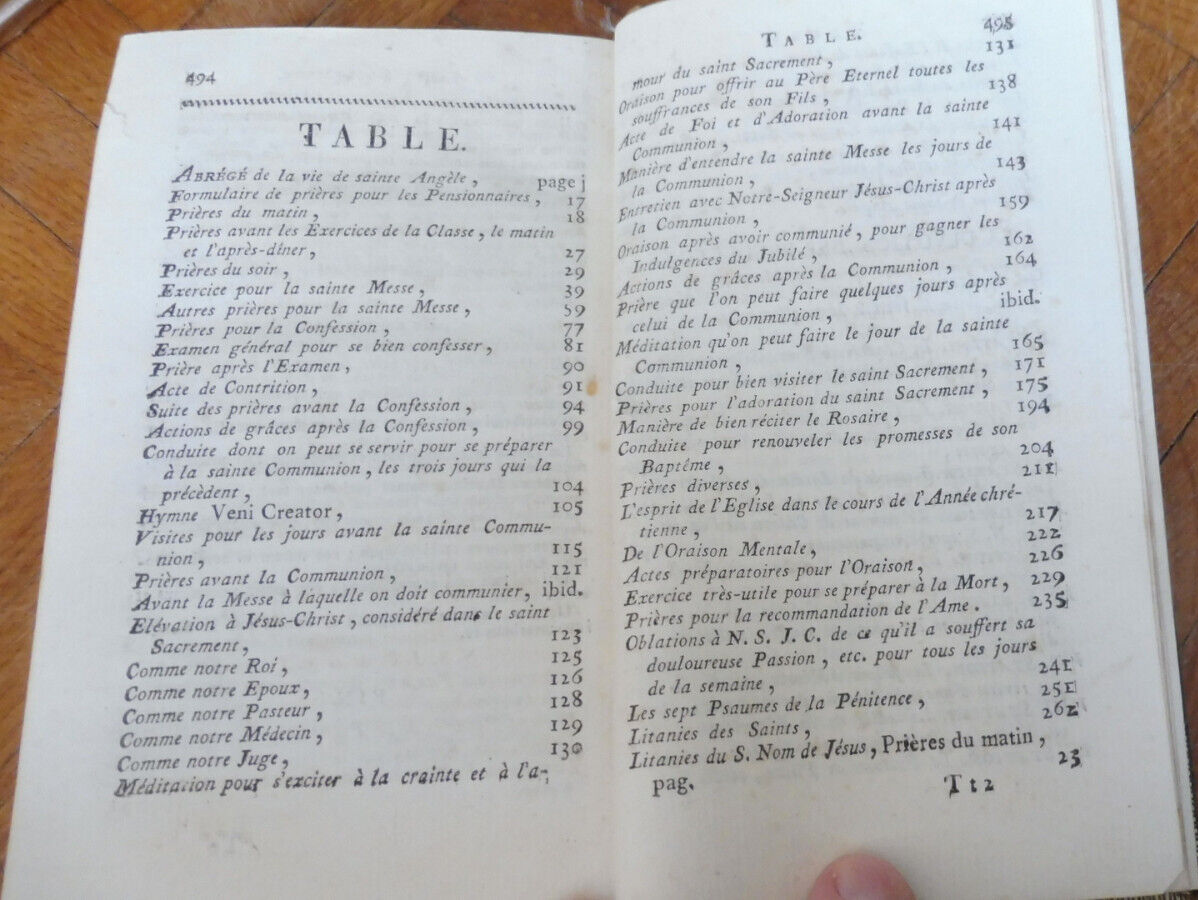 494
TABLE.
ABRÉGÉ de la vie de sainte Angèle, page j
Formulaire de prières pour les Pensionnaires, 17
Prières du matin, 18
Prières avant les Exercices de la Classe, le matin
et l'après-dîner, 27
Prières du soir, 29
Exercice pour la sainte Messe, 39
Autres prières pour la sainte Messe, 59
Prières pour la Confession, 77
Examen général pour se bien confesser, 81
Prière après l'Examen, 90
Acte de Contrition, 91
Suite des prières avant la Confession, 94
Actions de grâces après la Confession, 99
Conduite dont on peut se servir pour se préparer
à la sainte Communion, les trois jours qui la
précèdent, 104
Hymne Veni Creator, 105
Visites pour les jours avant la sainte Commu-
nion, 115
Prières avant la Communion, 121
Avant la Messe à laquelle on doit communier, ibid.
Elévation à Jésus-Christ, considéré dans le saint
Sacrement, 123
Comme notre Roi, 125
Comme notre Epoux, 126
Comme notre Pasteur, 128
Comme notre Médecin, 129
Comme notre Juge, 130
Méditation pour s'exciter à la crainte et à l'a-
TABLE. 495
mour du saint Sacrement, 131
Oraison pour offrir au Père Eternel toutes les
souffrances de son Fils, 138
Acte de Foi et d'Adoration avant la sainte
Communion, 141
Manière d'entendre la sainte Messe les jours de
la Communion, 143
Entretien avec Notre-Seigneur Jésus-Christ après
la Communion, 159
Oraison après avoir communié, pour gagner les
Indulgences du Jubilé, 162
Actions de grâces après la Communion, 164
Prière que l'on peut faire quelques jours après
celui de la Communion, ibid.
Méditation qu'on peut faire le jour de la sainte
Communion, 165
Conduite pour bien visiter le saint Sacrement, 171
Prières pour l'adoration du saint Sacrement, 175
Manière de bien réciter le Rosaire, 194
Conduite pour renouveler les promesses de son
Baptême, 204
Prières diverses, 211
L'esprit de l'Eglise dans le cours de l'Année chré-
tienne, 217
De l'Oraison Mentale, 222
Actes préparatoires pour l'Oraison, 226
Exercice très-utile pour se préparer à la Mort, 229
Prières pour la recommandation de l'Ame. 235
Oblations à N. S. J. C. de ce qu'il a souffert sa
douloureuse Passion, etc. pour tous les jours
de la semaine, 241
Les sept Psaumes de la Pénitence, 251
Litanies des Saints, 262
Litanies du S. Nom de Jésus, Prières du matin,
pag. 23
Tt2